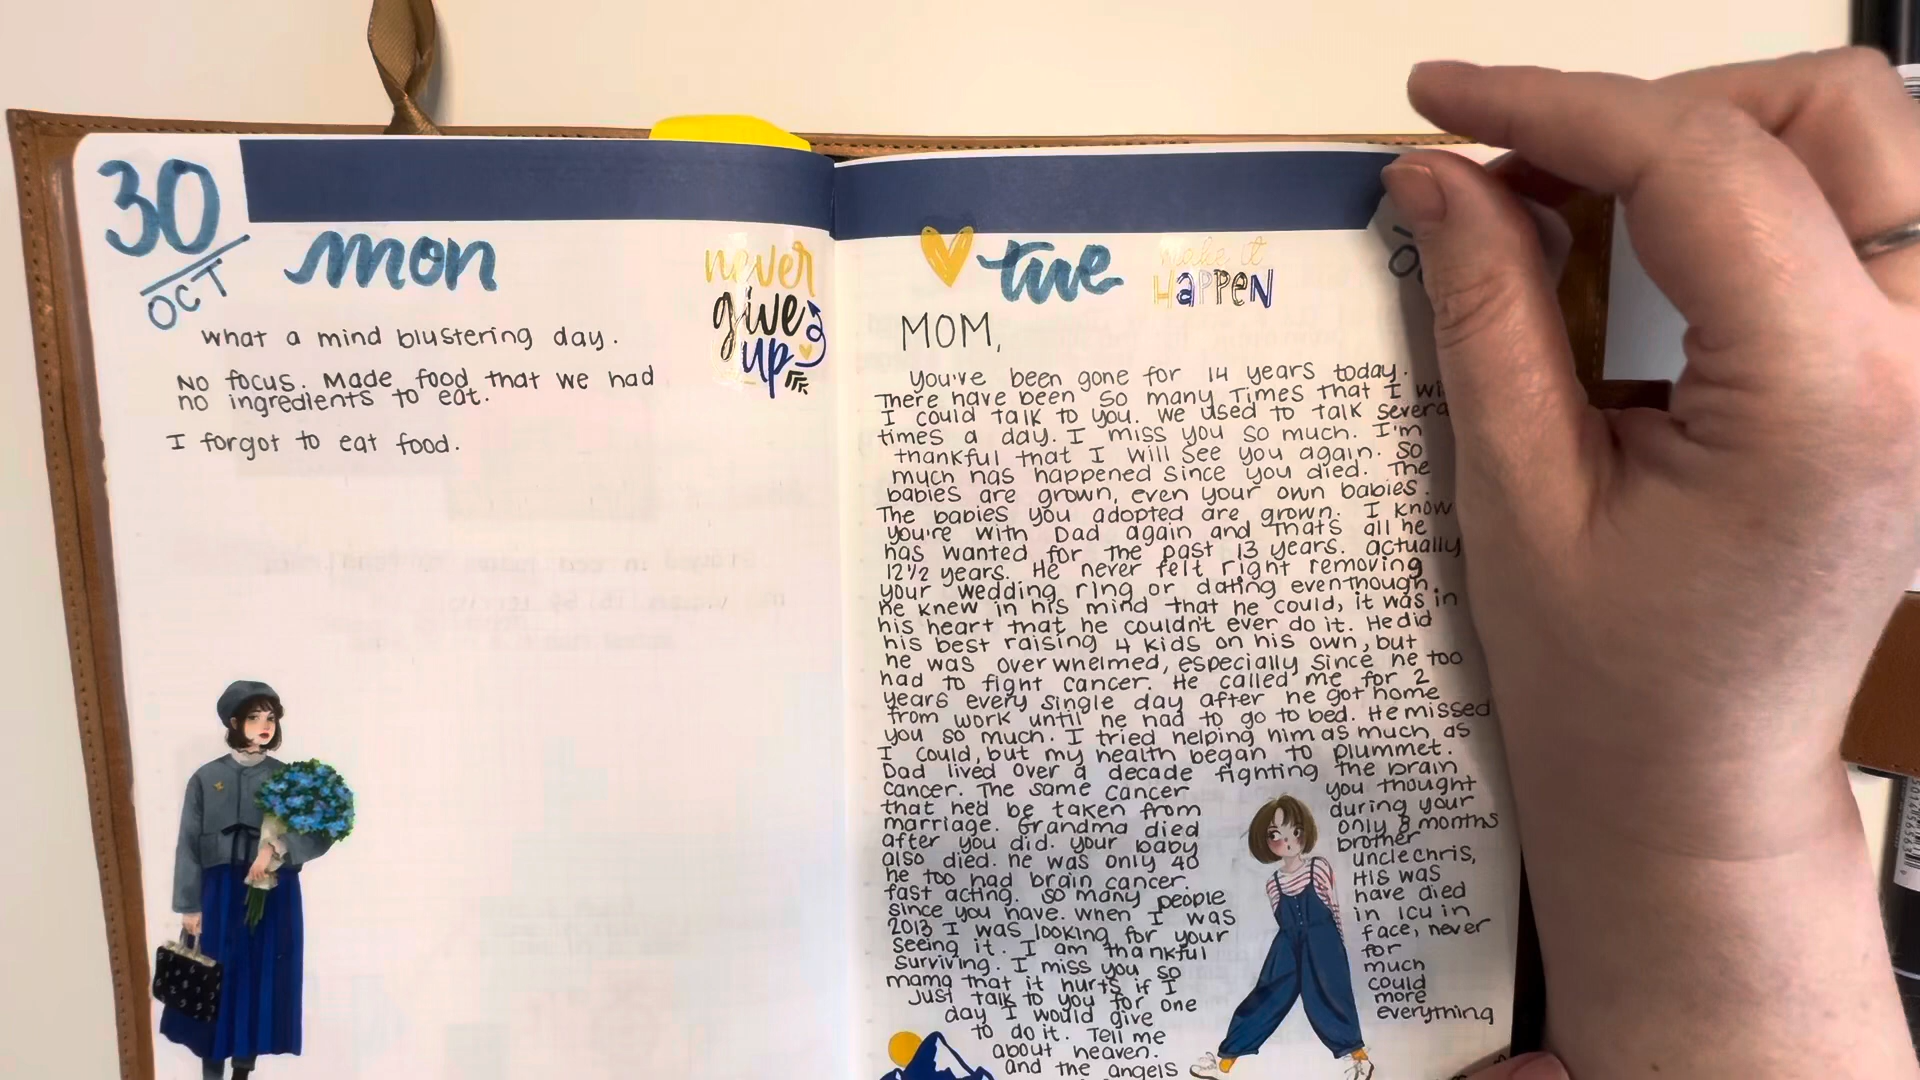 30
OCT
mon
never
give
up
What a mind blustering day.
No focus. Made food that we had
no ingredients to eat.
I forgot to eat food.
tue
make it
HAPPEN
MOM,
You've been gone for 14 years today.
There have been so many times that I
I could talk to you. We used to talk
times a day. I miss you so much. I'm
thankful that I will see you again. So
much has happened since you died. The
babies are grown, even your own babies.
The babies you adopted are grown. I know
you're with Dad again and that's all he
has wanted for the past 13 years. actually
12 1/2 years. He never felt right removing
your wedding ring or dating eventhough
he knew in his mind that he could, it was in
his heart that he couldn't ever do it. He did
his best raising 4 kids on his own, but
he was overwhelmed, especially since he too
had to fight cancer. He called me for 2
years every single day after he got home
from work until he had to go to bed. He missed
you so much. I tried helping him as much as
I could, but my health began to plummet.
Dad lived over a decade fighting the brain
cancer. The same cancer you thought
that he'd be taken from during your
marriage. Grandma died only 8 months
after you did. your baby brother
also died. he was only 40 uncle chris,
he too had brain cancer. His was
fast acting. so many people have died
since you have. when I was in ICU in
2013 I was looking for your face, never
seeing it. I am thankful for
surviving. I miss you so much
mama that it hurts if I could
just talk to you for one more
day I would give everything
to do it. Tell me
about heaven.
and the angels